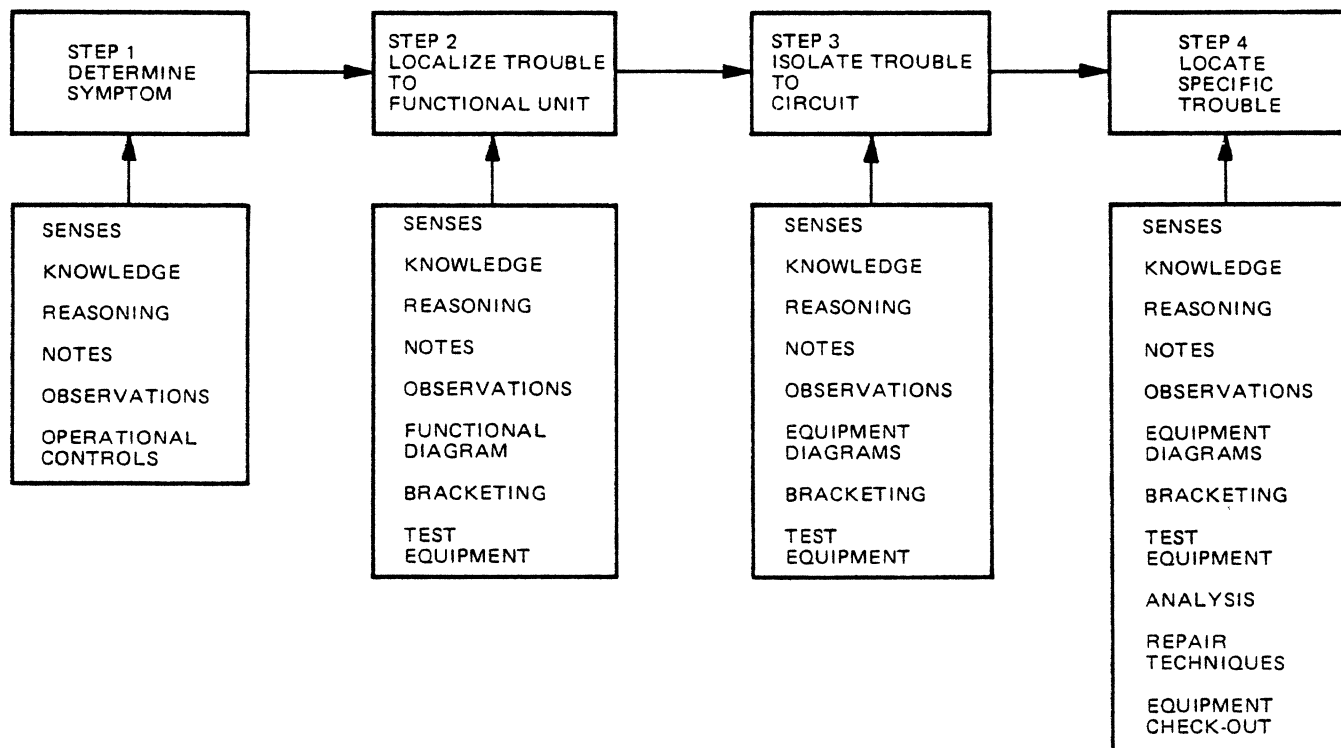 STEP 1
DETERMINE
SYMPTOM
STEP 2
LOCALIZE TROUBLE
TO
FUNCTIONAL UNIT
STEP 3
ISOLATE TROUBLE
TO
CIRCUIT
STEP 4
LOCATE
SPECIFIC
TROUBLE
SENSES
KNOWLEDGE
REASONING
NOTES
OBSERVATIONS
OPERATIONAL
CONTROLS
SENSES
KNOWLEDGE
REASONING
NOTES
OBSERVATIONS
FUNCTIONAL
DIAGRAM
BRACKETING
TEST
EQUIPMENT
SENSES
KNOWLEDGE
REASONING
NOTES
OBSERVATIONS
EQUIPMENT
DIAGRAMS
BRACKETING
TEST
EQUIPMENT
SENSES
KNOWLEDGE
REASONING
NOTES
OBSERVATIONS
EQUIPMENT
DIAGRAMS
BRACKETING
TEST
EQUIPMENT
ANALYSIS
REPAIR
TECHNIQUES
EQUIPMENT
CHECK-OUT